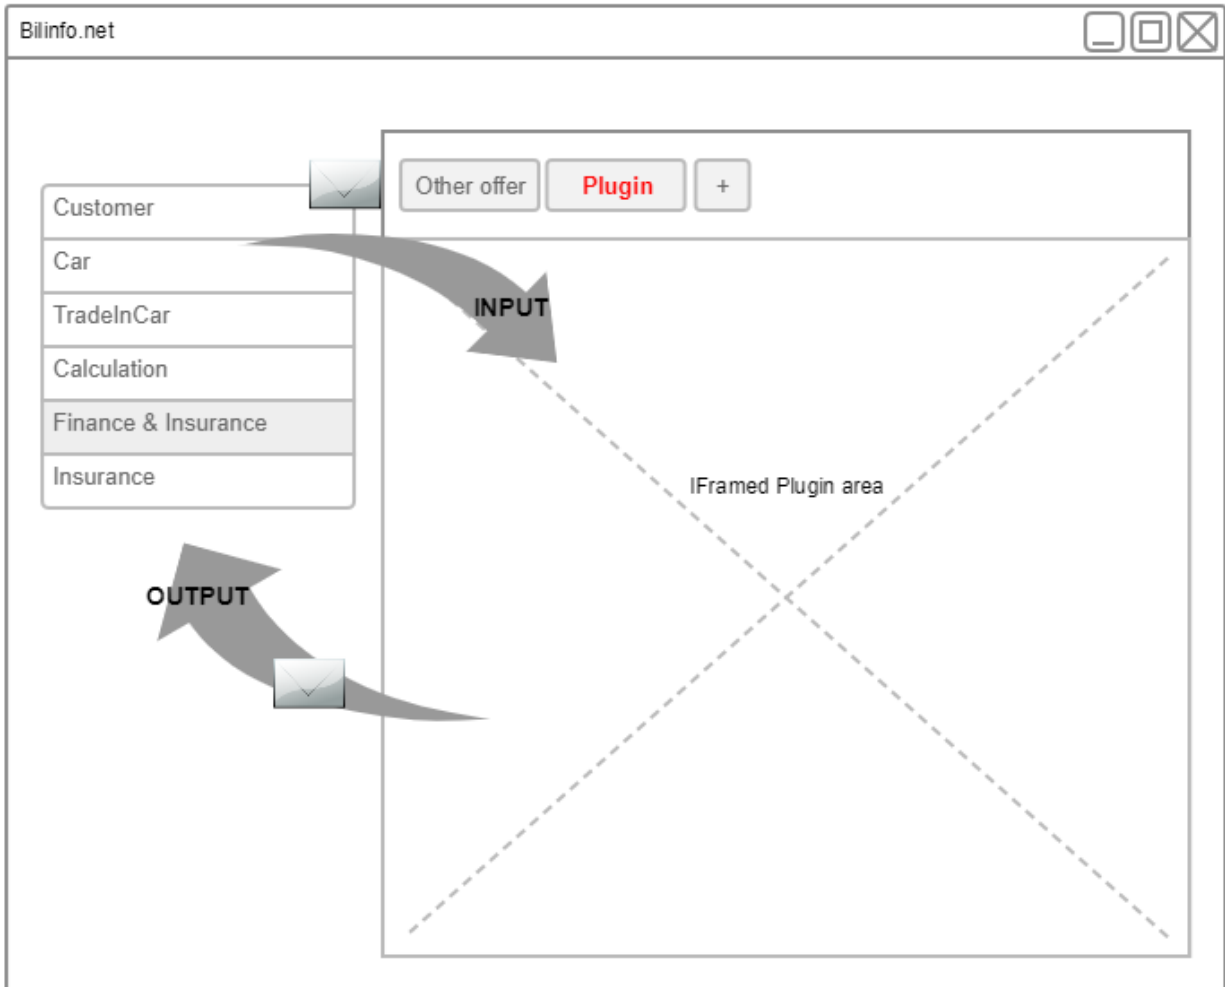 Bilinfo.net
Other offer
Plugin
+
Customer
Car
TradeInCar
Calculation
Finance & Insurance
Insurance
INPUT
IFramed Plugin area
OUTPUT